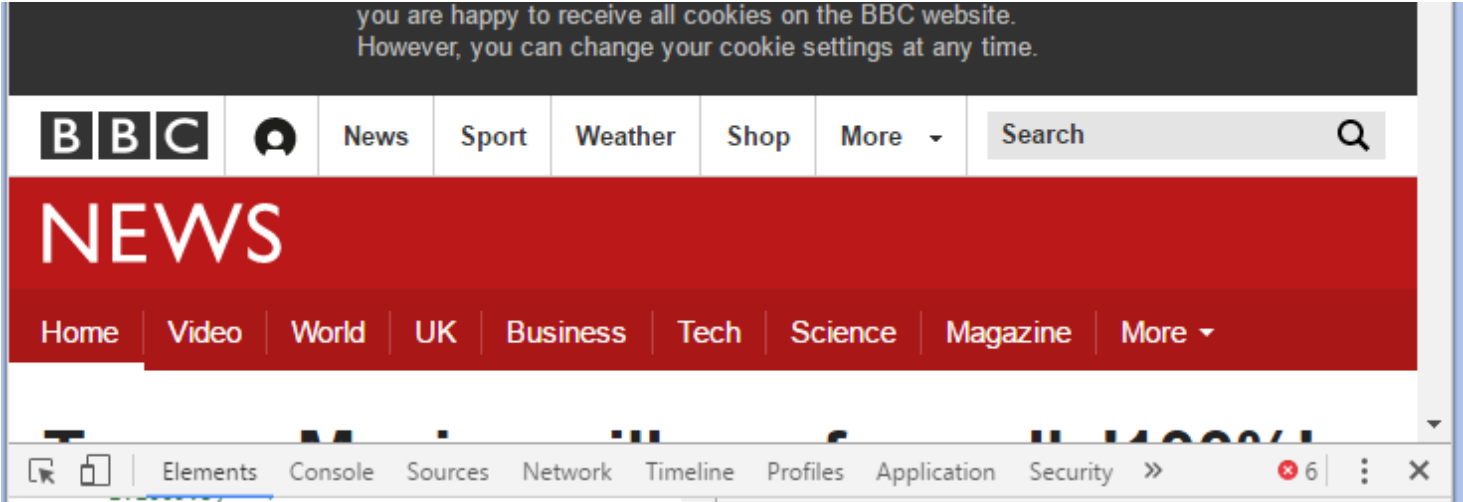 you are happy to receive all cookies on the BBC website.
However, you can change your cookie settings at any time.
BBC News Sport Weather Shop More Search
NEWS
Home Video World UK Business Tech Science Magazine More
Elements Console Sources Network Timeline Profiles Application Security » 6